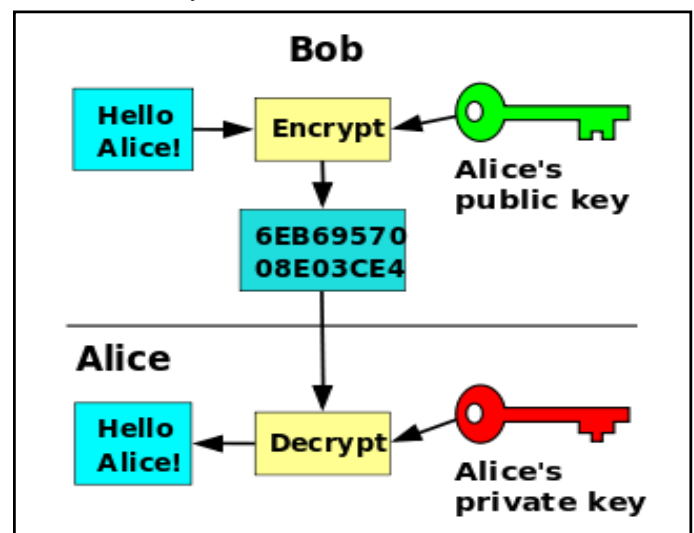 Bob
Hello
Alice!
Encrypt
Alice's
public key
6EB69570
08E03CE4
Alice
Hello
Alice!
Decrypt
Alice's
private key